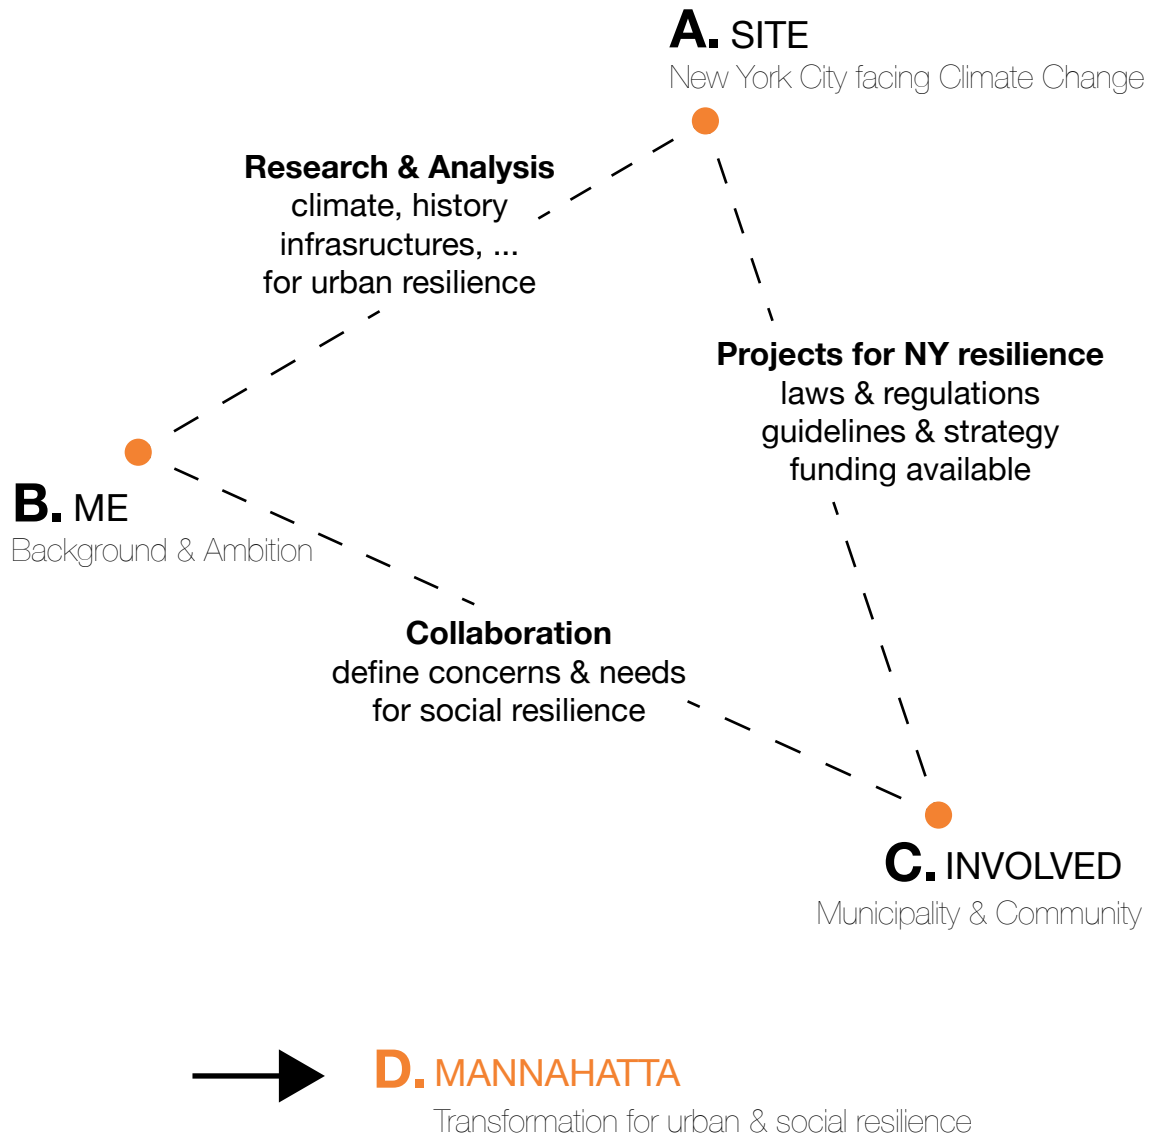 A. SITE
New York City facing Climate Change
Research & Analysis
climate, history
infrasructures, ...
for urban resilience
Projects for NY resilience
laws & regulations
guidelines & strategy
funding available
B. ME
Background & Ambition
Collaboration
define concerns & needs
for social resilience
C. INVOLVED
Municipality & Community
D. MANNAHATTA
Transformation for urban & social resilience